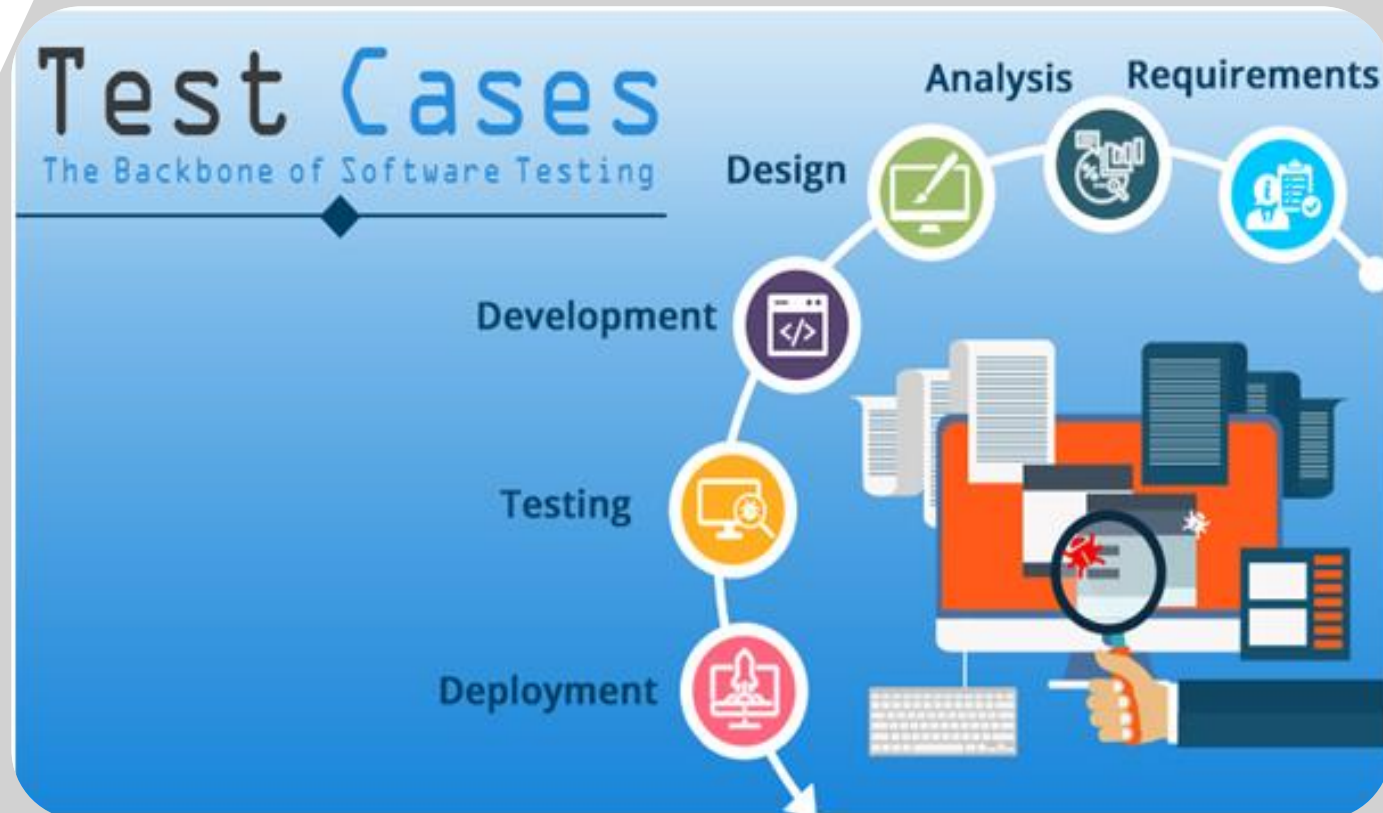 Test Cases
The Backbone of Software Testing
Analysis
Requirements
Design
Development
Testing
Deployment